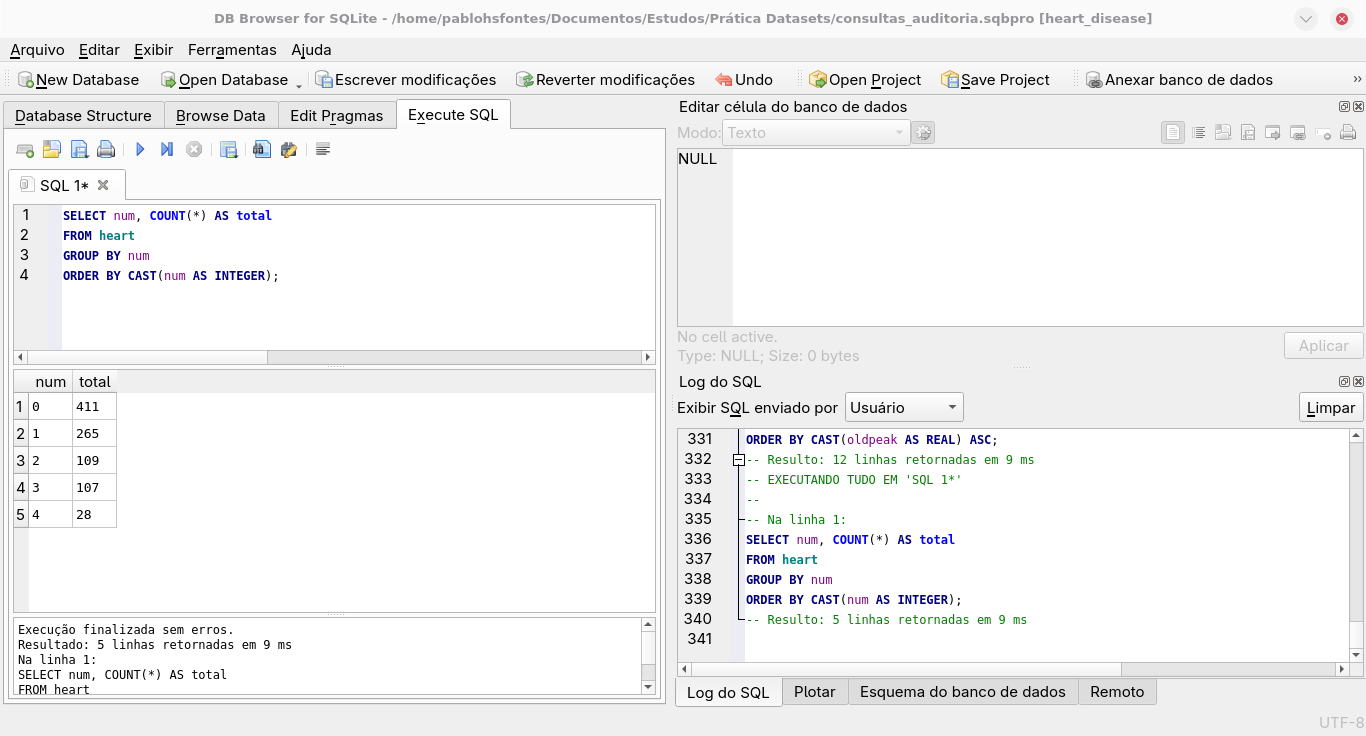 DB Browser for SQLite - /home/pablohsfontes/Documentos/Estudos/Prática Datasets/consultas_auditoria.sqbpro [heart_disease]
Arquivo Editar Exibir Ferramentas Ajuda
New Database Open Database Escrever modificações Reverter modificações Undo Open Project Save Project Anexar banco de dados »
Database Structure Browse Data Edit Pragmas Execute SQL
SQL 1*
1 SELECT num, COUNT(*) AS total
2 FROM heart
3 GROUP BY num
4 ORDER BY CAST(num AS INTEGER);
num total
1 0 411
2 1 265
3 2 109
4 3 107
5 4 28
Execução finalizada sem erros.
Resultado: 5 linhas retornadas em 9 ms
Na linha 1:
SELECT num, COUNT(*) AS total
FROM heart
Editar célula do banco de dados
Modo: Texto
NULL
No cell active.
Type: NULL; Size: 0 bytes
Aplicar
Log do SQL
Exibir SQL enviado por Usuário Limpar
331 ORDER BY CAST(oldpeak AS REAL) ASC;
332 -- Resulto: 12 linhas retornadas em 9 ms
333 -- EXECUTANDO TUDO EM 'SQL 1*'
334 --
335 -- Na linha 1:
336 SELECT num, COUNT(*) AS total
337 FROM heart
338 GROUP BY num
339 ORDER BY CAST(num AS INTEGER);
340 -- Resulto: 5 linhas retornadas em 9 ms
341
Log do SQL Plotar Esquema do banco de dados Remoto
UTF-8